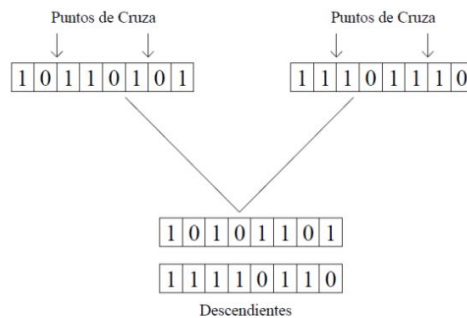 Puntos de Cruza Puntos de Cruza
1 0 1 1 0 1 0 1 1 1 1 0 1 1 1 0
1 0 1 0 1 1 0 1
1 1 1 1 0 1 1 0
Descendientes